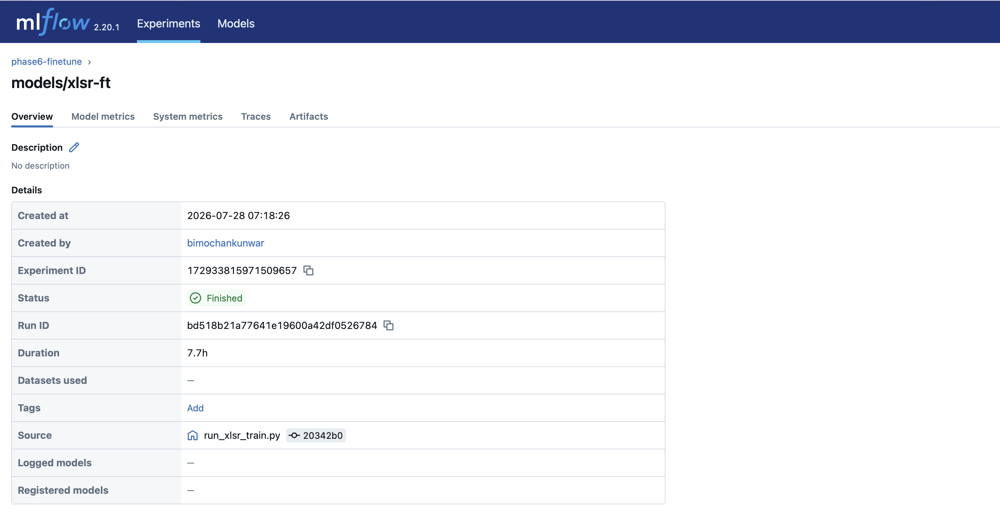 mlflow 2.20.1 Experiments Models
phase6-finetune ›
models/xlsr-ft
Overview Model metrics System metrics Traces Artifacts
Description
No description
Details
Created at 2026-07-28 07:18:26
Created by bimochankunwar
Experiment ID 172933815971509657
Status Finished
Run ID bd518b21a77641e19600a42df0526784
Duration 7.7h
Datasets used —
Tags Add
Source run_xlsr_train.py 20342b0
Logged models —
Registered models —